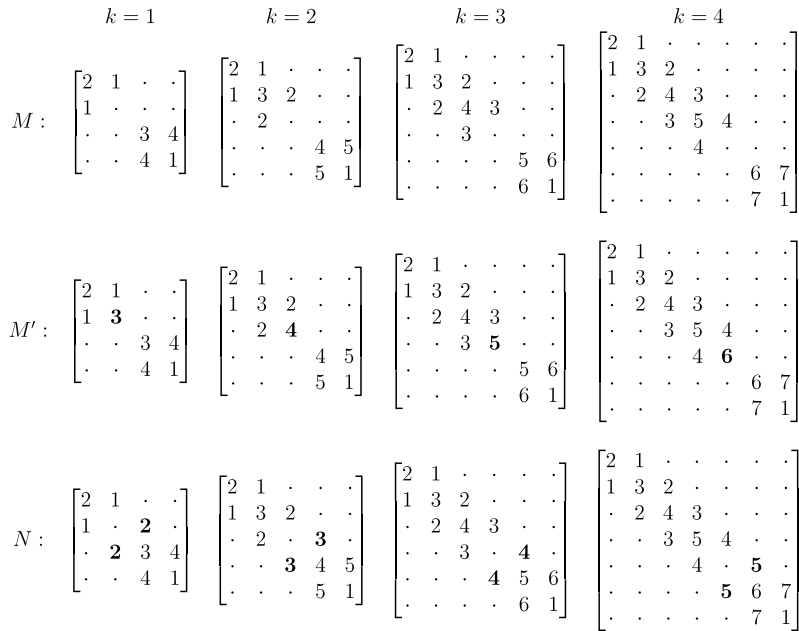 k = 1 k = 2 k = 3 k = 4
M :
2 1 · ·
1 · · ·
· · 3 4
· · 4 1
2 1 · · ·
1 3 2 · ·
· 2 · · ·
· · · 4 5
· · · 5 1
2 1 · · · ·
1 3 2 · · ·
· 2 4 3 · ·
· · 3 · · ·
· · · · 5 6
· · · · 6 1
2 1 · · · · ·
1 3 2 · · · ·
· 2 4 3 · · ·
· · 3 5 4 · ·
· · · 4 · · ·
· · · · · 6 7
· · · · · 7 1
M′ :
2 1 · ·
1 3 · ·
· · 3 4
· · 4 1
2 1 · · ·
1 3 2 · ·
· 2 4 · ·
· · · 4 5
· · · 5 1
2 1 · · · ·
1 3 2 · · ·
· 2 4 3 · ·
· · 3 5 · ·
· · · · 5 6
· · · · 6 1
2 1 · · · · ·
1 3 2 · · · ·
· 2 4 3 · · ·
· · 3 5 4 · ·
· · · 4 6 · ·
· · · · · 6 7
· · · · · 7 1
N :
2 1 · ·
1 · 2 ·
· 2 3 4
· · 4 1
2 1 · · ·
1 3 2 · ·
· 2 · 3 ·
· · 3 4 5
· · · 5 1
2 1 · · · ·
1 3 2 · · ·
· 2 4 3 · ·
· · 3 · 4 ·
· · · 4 5 6
· · · · 6 1
2 1 · · · · ·
1 3 2 · · · ·
· 2 4 3 · · ·
· · 3 5 4 · ·
· · · 4 · 5 ·
· · · · 5 6 7
· · · · · 7 1